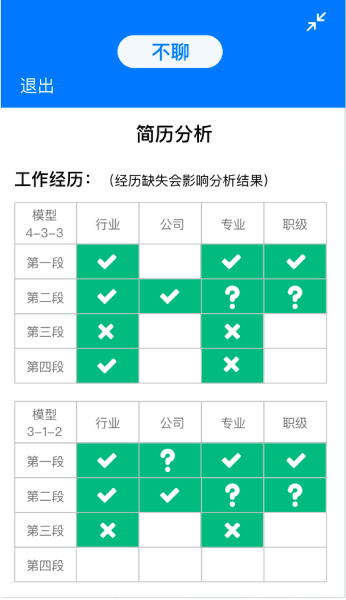 不聊
退出
简历分析
工作经历：（经历缺失会影响分析结果）
模型 行业 公司 专业 职级
4-3-3
第一段 ✓ ✓ ✓
第二段 ✓ ✓ ? ?
第三段 ✗ ✗
第四段 ✓ ✗
模型 行业 公司 专业 职级
3-1-2
第一段 ✓ ? ✓ ✓
第二段 ✓ ✓ ? ?
第三段 ✗ ✗
第四段